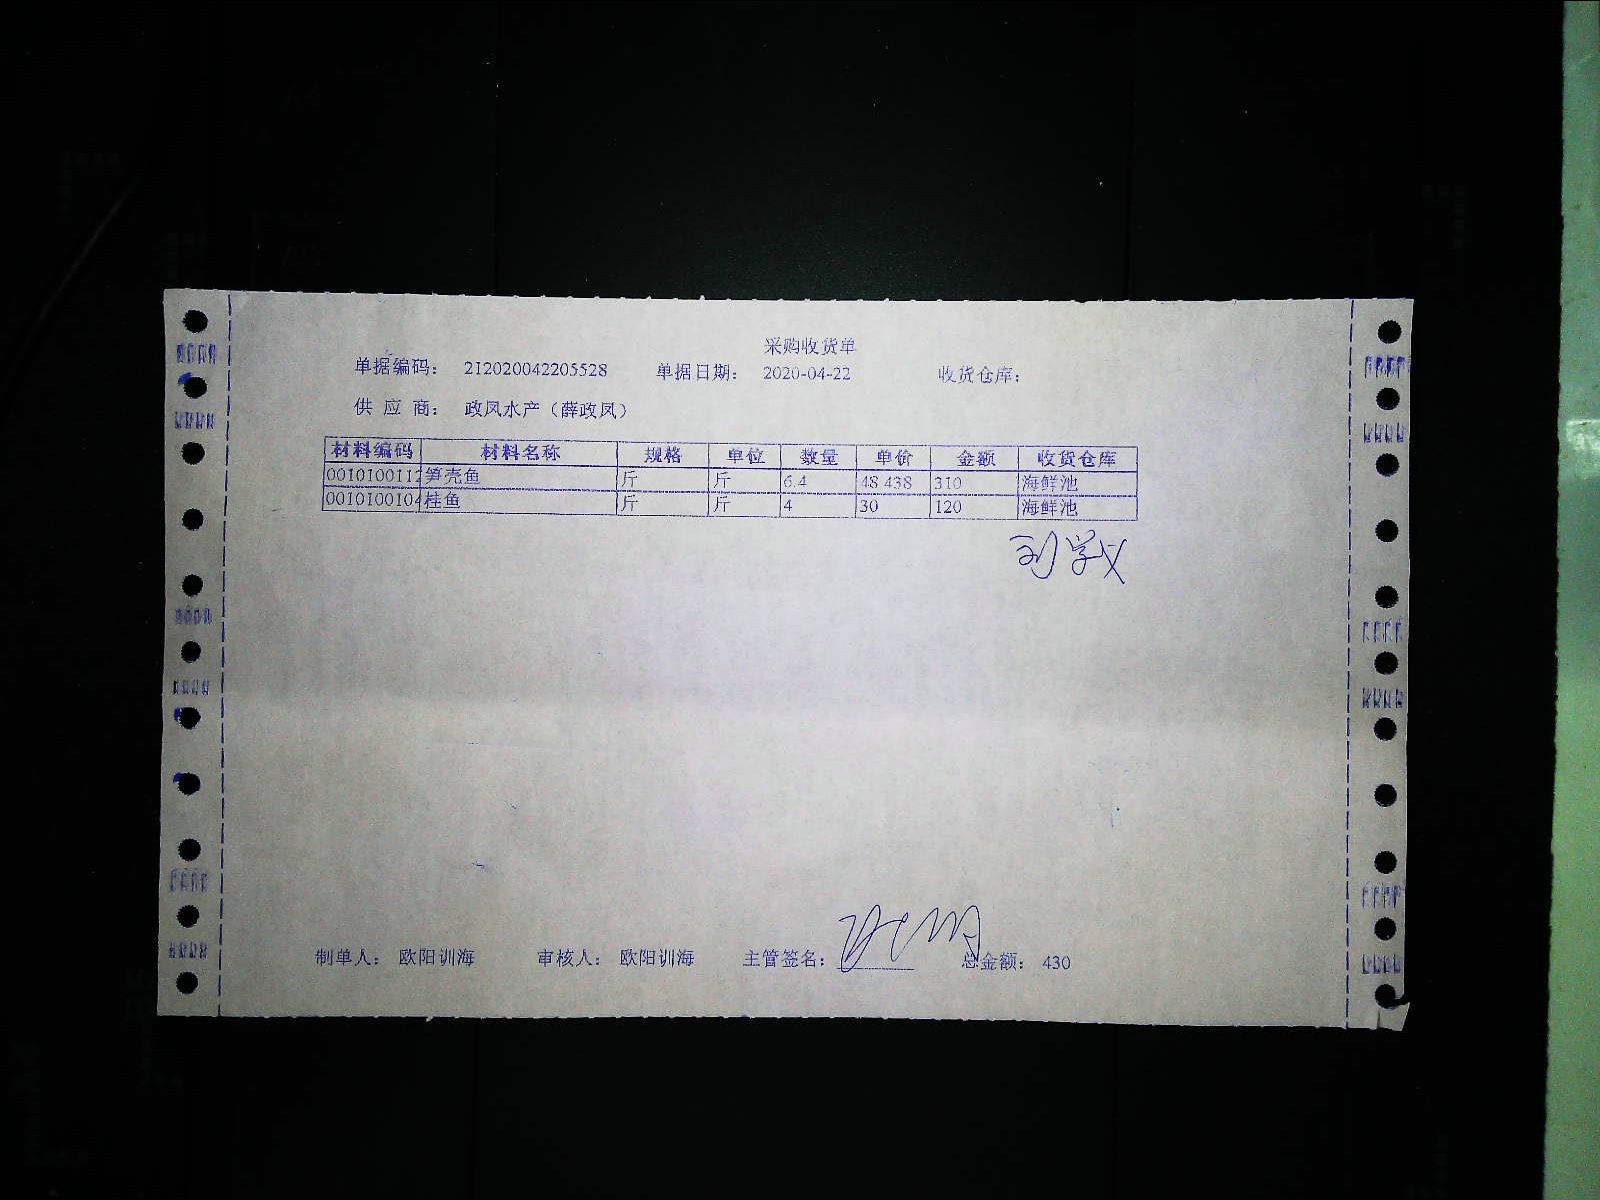 采购收货单
单据编码： 212020042205528 单据日期： 2020-04-22 收货仓库：
供 应 商： 政凤水产（薛政凤）
材料编码 材料名称 规格 单位 数量 单价 金额 收货仓库
0010100112 笋壳鱼 斤 斤 6.4 48.438 310 海鲜池
0010100104 桂鱼 斤 斤 4 30 120 海鲜池
制单人： 欧阳训海 审核人： 欧阳训海 主管签名： 总金额： 430